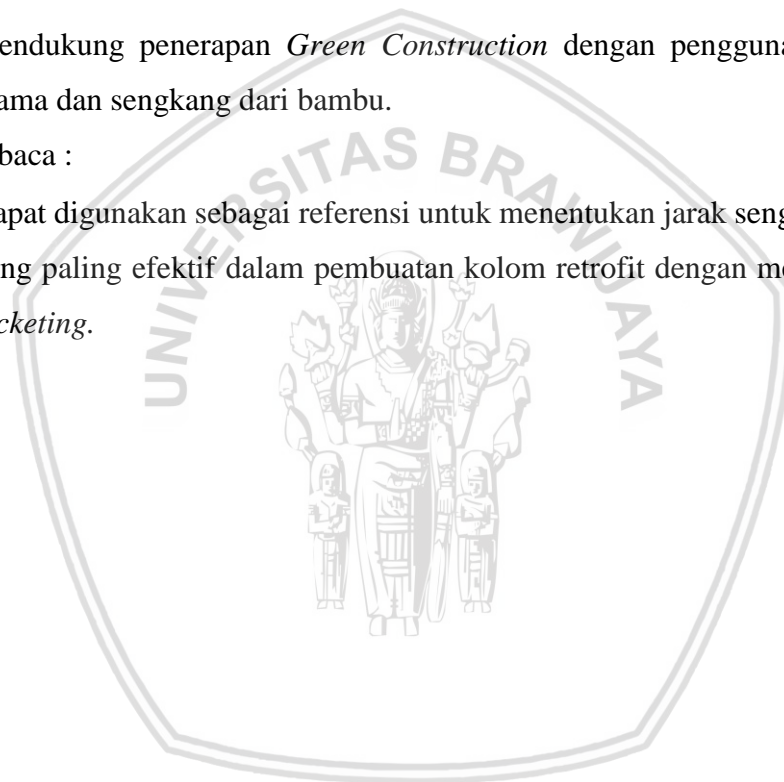 endukung penerapan Green Construction dengan pengguna
ama dan sengkang dari bambu.
baca :
apat digunakan sebagai referensi untuk menentukan jarak seng
ng paling efektif dalam pembuatan kolom retrofit dengan me
cketing.
UNIVERSITAS BRAWIJAYA